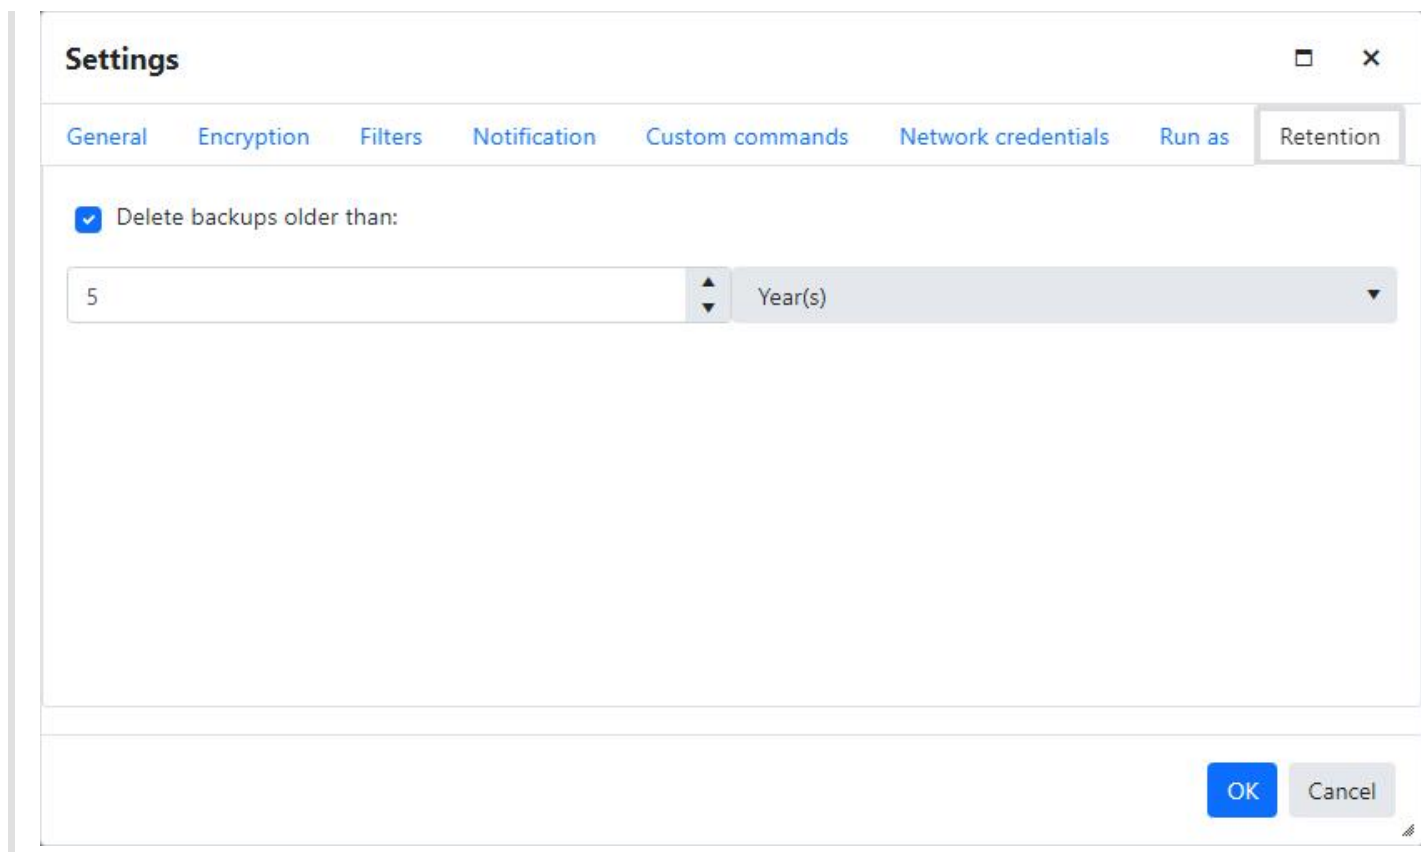 Settings
General Encryption Filters Notification Custom commands Network credentials Run as Retention
Delete backups older than:
5 Year(s)
OK Cancel